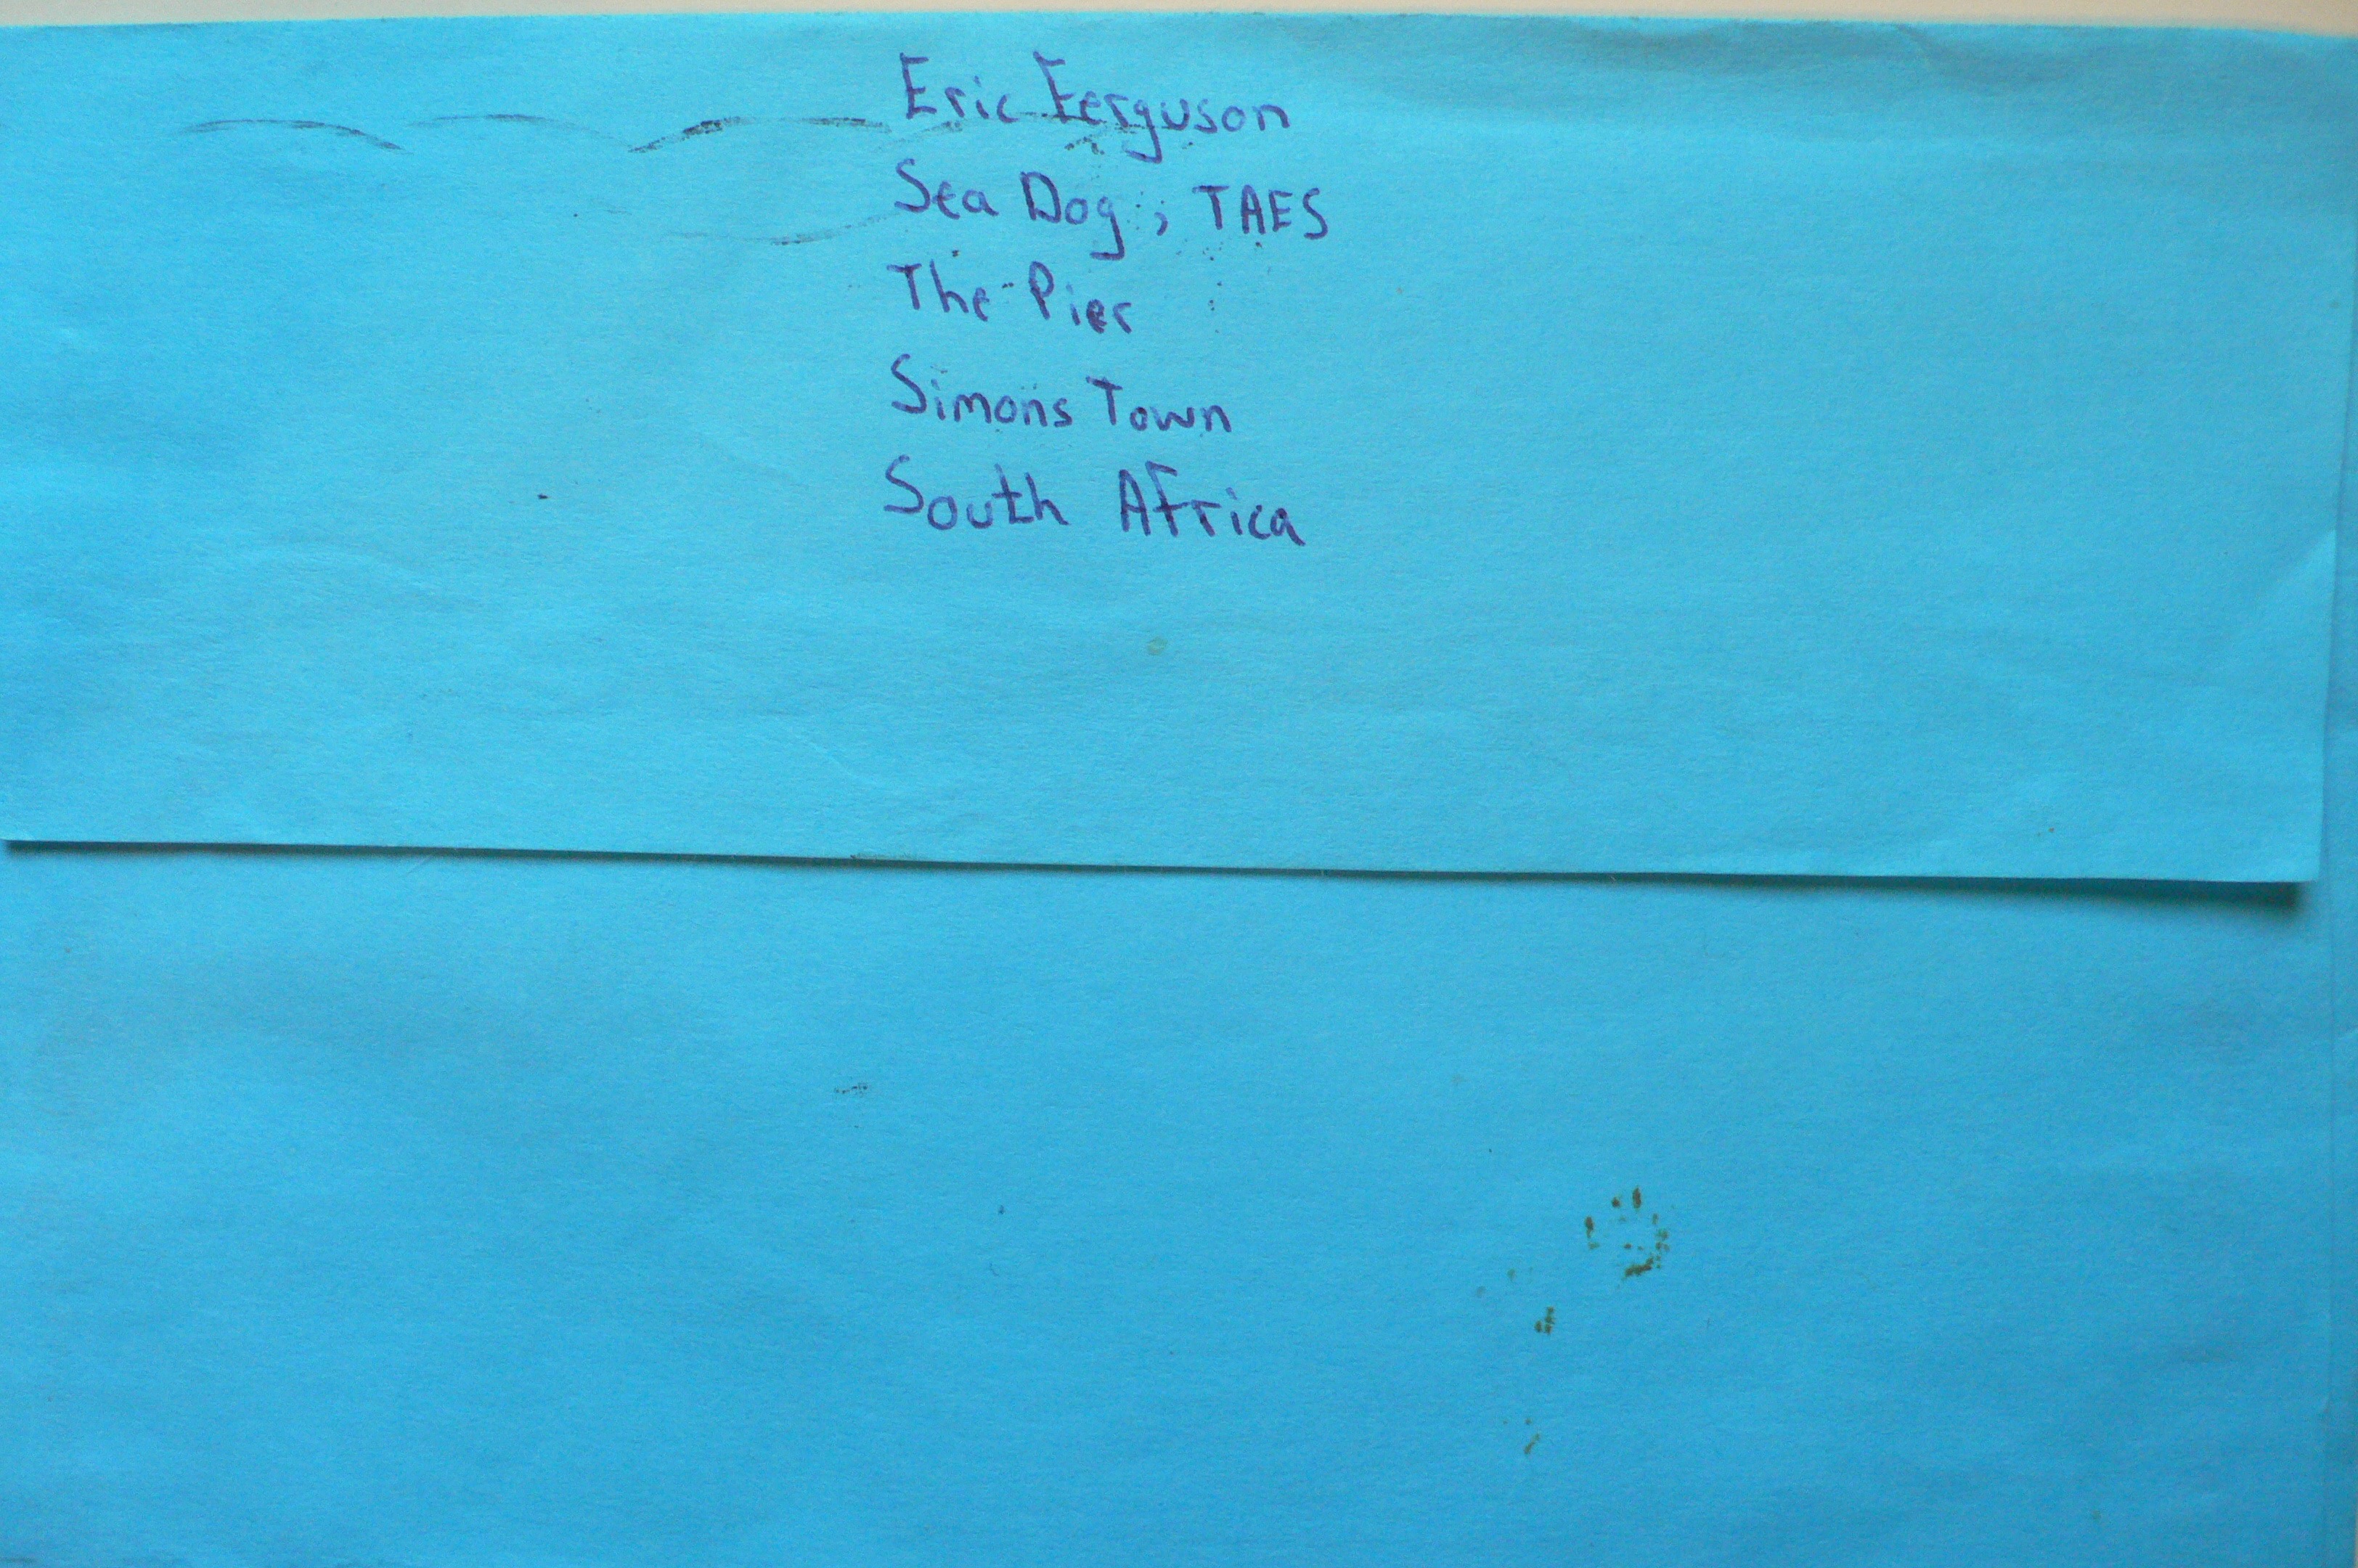 Eric Ferguson
Sea Dog, TAES
The Pier
Simons Town
South Africa